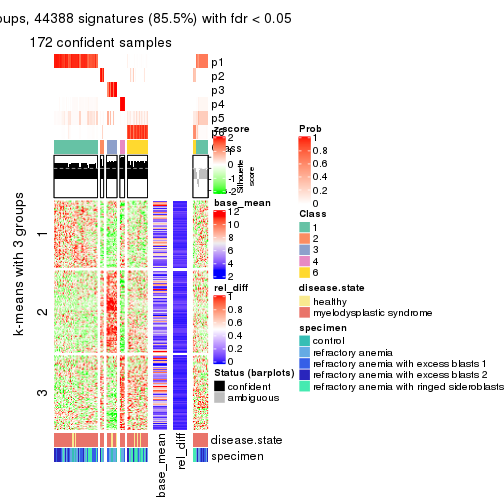 oups, 44388 signatures (85.5%) with fdr < 0.05
172 confident samples
p1
p2
p3
p4
p5
p6
Class
Silhouette score
k-means with 3 groups
1
2
3
base_mean
rel_diff
disease.state
specimen
z-score
2
1
0
-1
-2
base_mean
12
10
8
6
4
2
rel_diff
1
0.8
0.6
0.4
0.2
0
Status (barplots)
confident
ambiguous
Prob
1
0.8
0.6
0.4
0.2
0
Class
1
2
3
4
6
disease.state
healthy
myelodysplastic syndrome
specimen
control
refractory anemia
refractory anemia with excess blasts 1
refractory anemia with excess blasts 2
refractory anemia with ringed sideroblasts